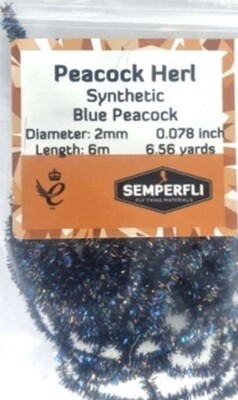 Peacock Herl
Synthetic
Blue Peacock
Diameter: 2mm 0.078 inch
Length: 6m 6.56 yards
SEMPERFLI
FLY TYING MATERIALS